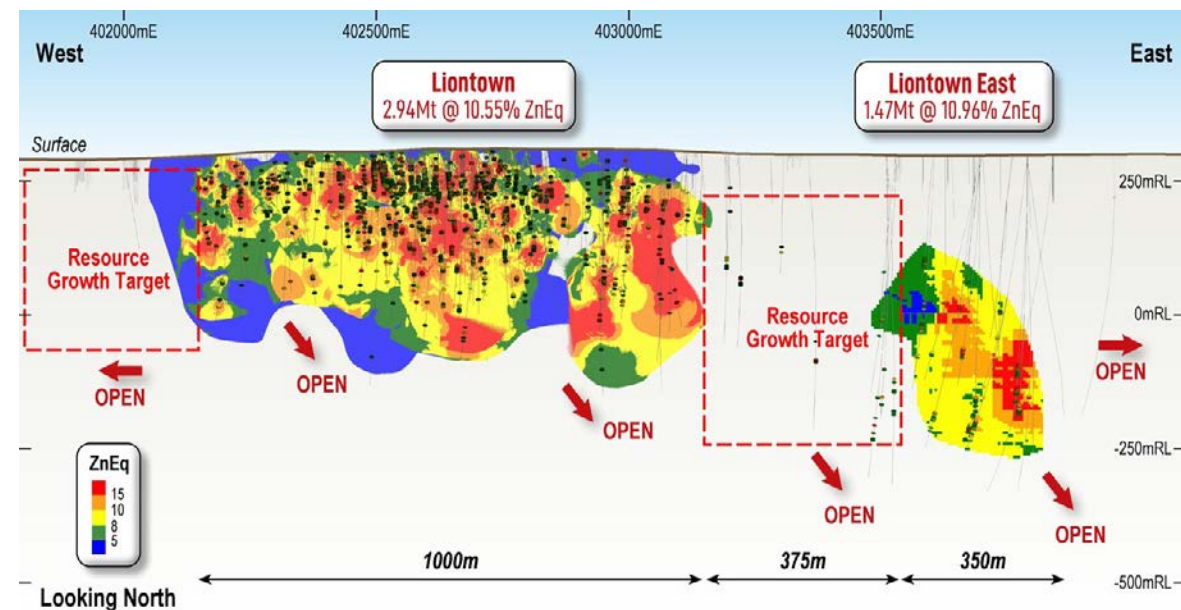 402000mE
402500mE
403000mE
403500mE
West
East
Liontown
2.94Mt @ 10.55% ZnEq
Liontown East
1.47Mt @ 10.96% ZnEq
Surface
250mRL
Resource
Growth Target
0mRL
Resource
Growth Target
OPEN
OPEN
OPEN
OPEN
-250mRL
OPEN
OPEN
ZnEq
15
10
8
5
1000m
375m
350m
-500mRL
Looking North